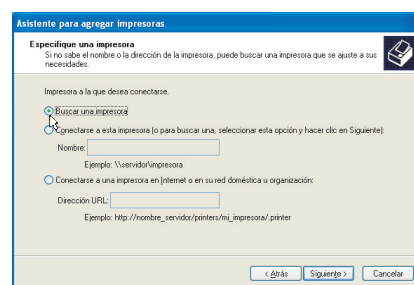 Asistente para agregar impresoras
Especifique una impresora
Si no sabe el nombre o la dirección de la impresora, puede buscar una impresora que se ajuste a sus
necesidades.
Impresora a la que desea conectarse.
Buscar una impresora
Conectarse a esta impresora (o para buscar una, seleccionar esta opción y hacer clic en Siguiente):
Nombre:
Ejemplo: \\servidor\impresora
Conectarse a una impresora en Internet o en su red doméstica u organización:
Dirección URL:
Ejemplo: http://nombre_servidor/printers/mi_impresora/.printer
< Atrás Siguiente > Cancelar